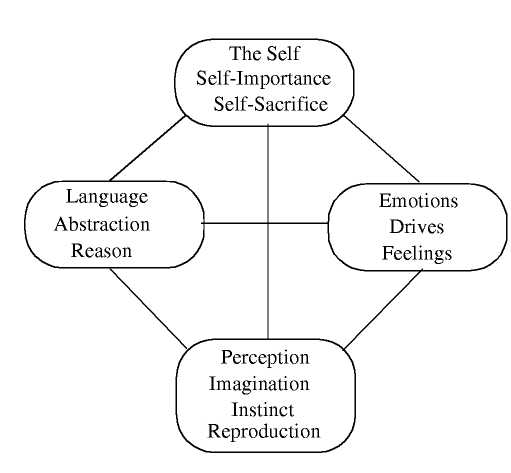 The Self
Self-Importance
Self-Sacrifice
Language
Abstraction
Reason
Emotions
Drives
Feelings
Perception
Imagination
Instinct
Reproduction